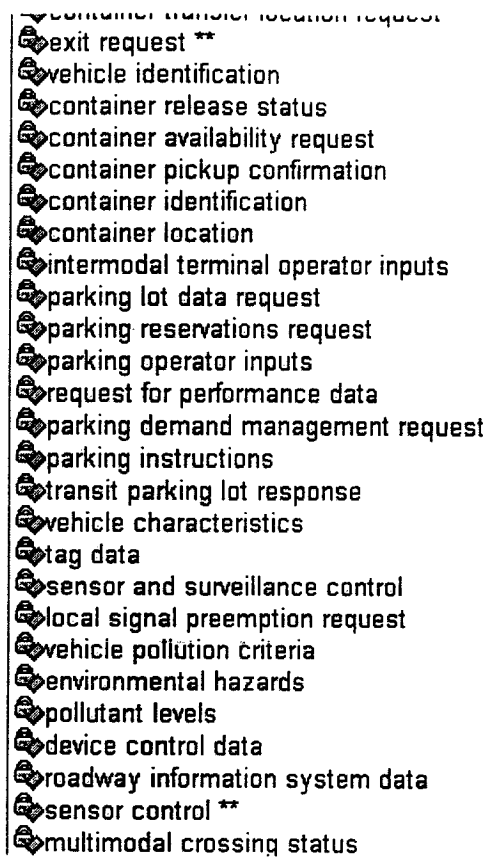 container transfer location request
exit request **
vehicle identification
container release status
container availability request
container pickup confirmation
container identification
container location
intermodal terminal operator inputs
parking lot data request
parking reservations request
parking operator inputs
request for performance data
parking demand management request
parking instructions
transit parking lot response
vehicle characteristics
tag data
sensor and surveillance control
local signal preemption request
vehicle pollution criteria
environmental hazards
pollutant levels
device control data
roadway information system data
sensor control **
multimodal crossing status